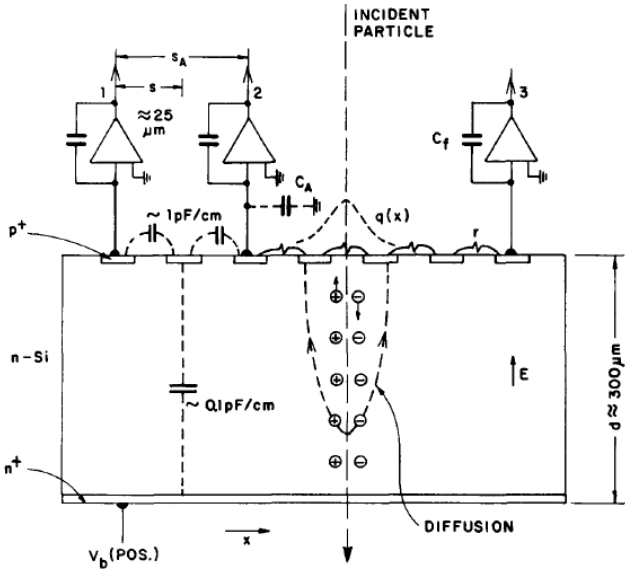 INCIDENT
PARTICLE
s_A
1
s
2
3
≈25
μm
C_f
C_A
~1pF/cm
q(x)
p⁺
r
n-Si
⊕ ⊖
⊕ ⊖
⊕ ⊖
⊕ ⊖
⊕ ⊖
E
d ≈ 300μm
~0.1pF/cm
n⁺
DIFFUSION
x
V_b (POS.)